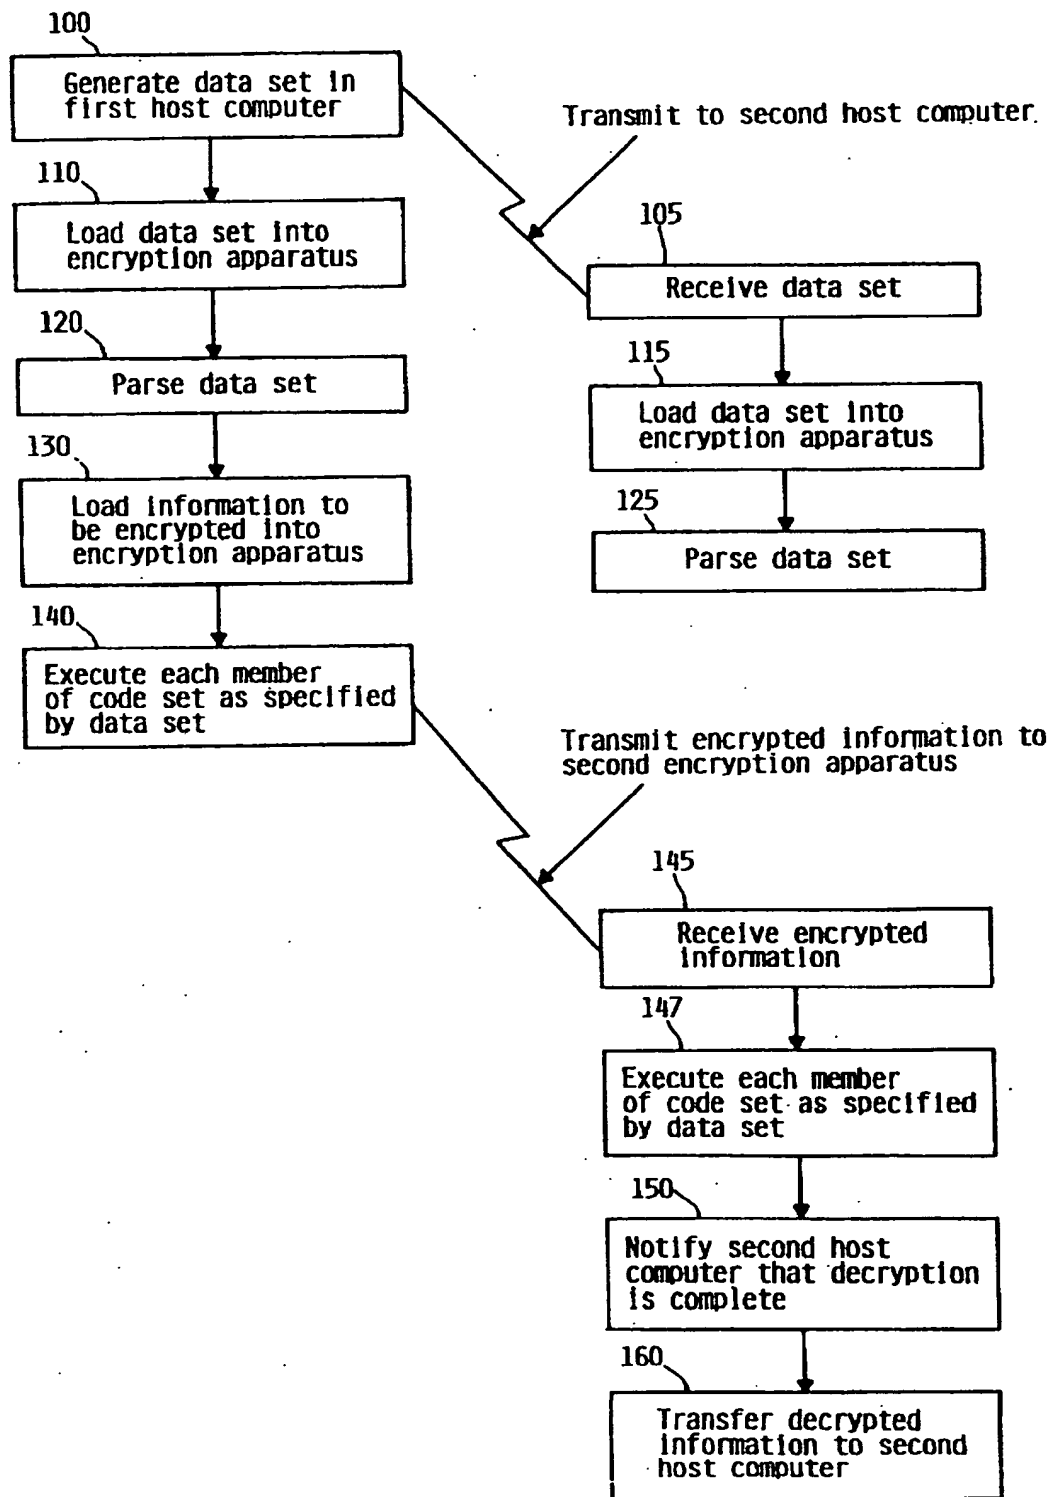 100
Generate data set in
first host computer
Transmit to second host computer.
110
Load data set into
encryption apparatus
105
Receive data set
120
Parse data set
115
Load data set into
encryption apparatus
130
Load information to
be encrypted into
encryption apparatus
125
Parse data set
140
Execute each member
of code set as specified
by data set
Transmit encrypted information to
second encryption apparatus
145
Receive encrypted
information
147
Execute each member
of code set as specified
by data set
150
Notify second host
computer that decryption
is complete
160
Transfer decrypted
information to second
host computer